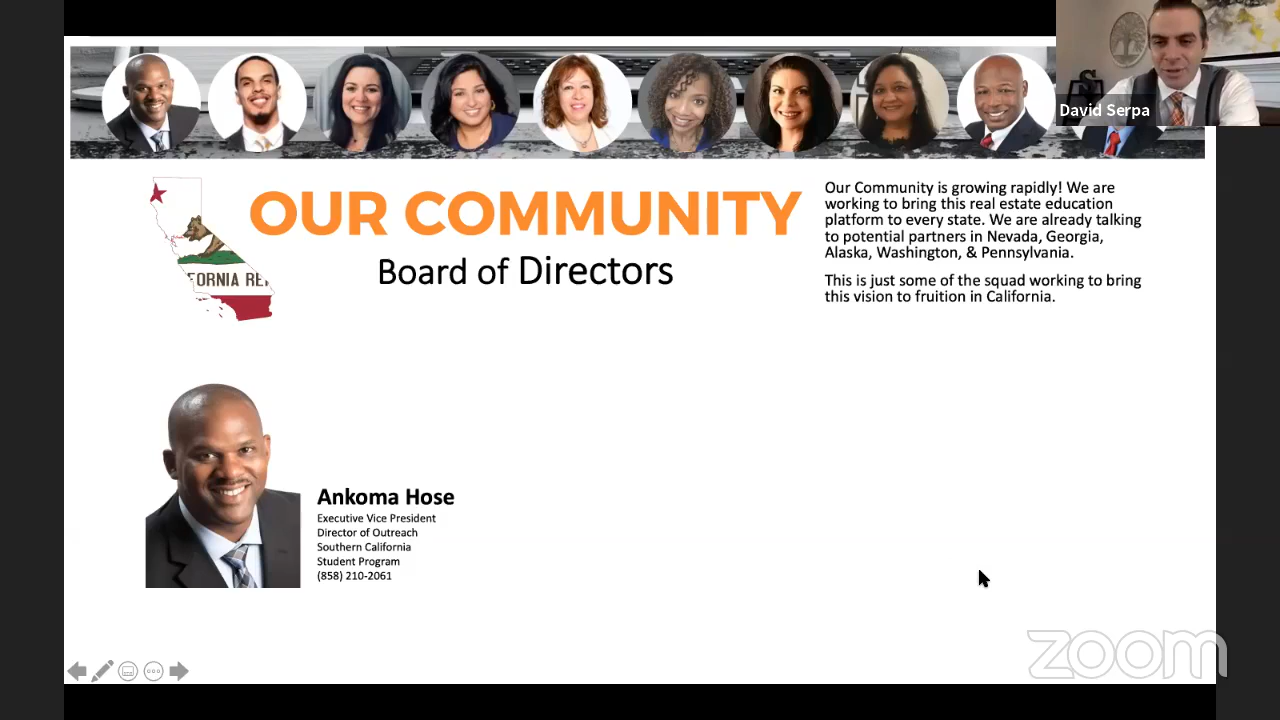 David Serpa
OUR COMMUNITY
Board of Directors
FORNIA RE
Our Community is growing rapidly! We are
working to bring this real estate education
platform to every state. We are already talking
to potential partners in Nevada, Georgia,
Alaska, Washington, & Pennsylvania.
This is just some of the squad working to bring
this vision to fruition in California.
Ankoma Hose
Executive Vice President
Director of Outreach
Southern California
Student Program
(858) 210-2061
zoom